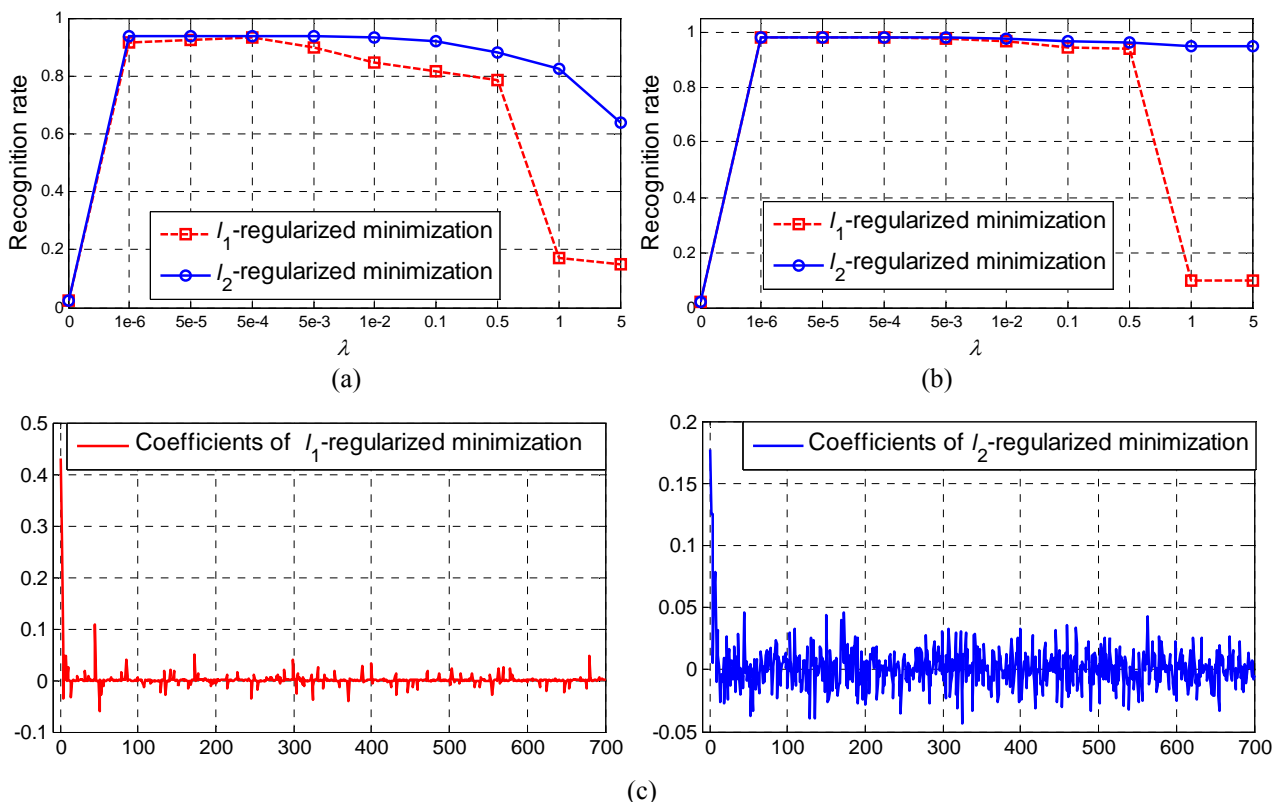 Recognition rate
1
0.8
0.6
0.4
0.2
0
l1-regularized minimization
l2-regularized minimization
0 1e-6 5e-5 5e-4 5e-3 1e-2 0.1 0.5 1 5
λ
(a)
Recognition rate
1
0.8
0.6
0.4
0.2
0
l1-regularized minimization
l2-regularized minimization
0 1e-6 5e-5 5e-4 5e-3 1e-2 0.1 0.5 1 5
λ
(b)
0.5
0.4
0.3
0.2
0.1
0
-0.1
Coefficients of l1-regularized minimization
0 100 200 300 400 500 600 700
0.2
0.15
0.1
0.05
0
-0.05
Coefficients of l2-regularized minimization
0 100 200 300 400 500 600 700
(c)